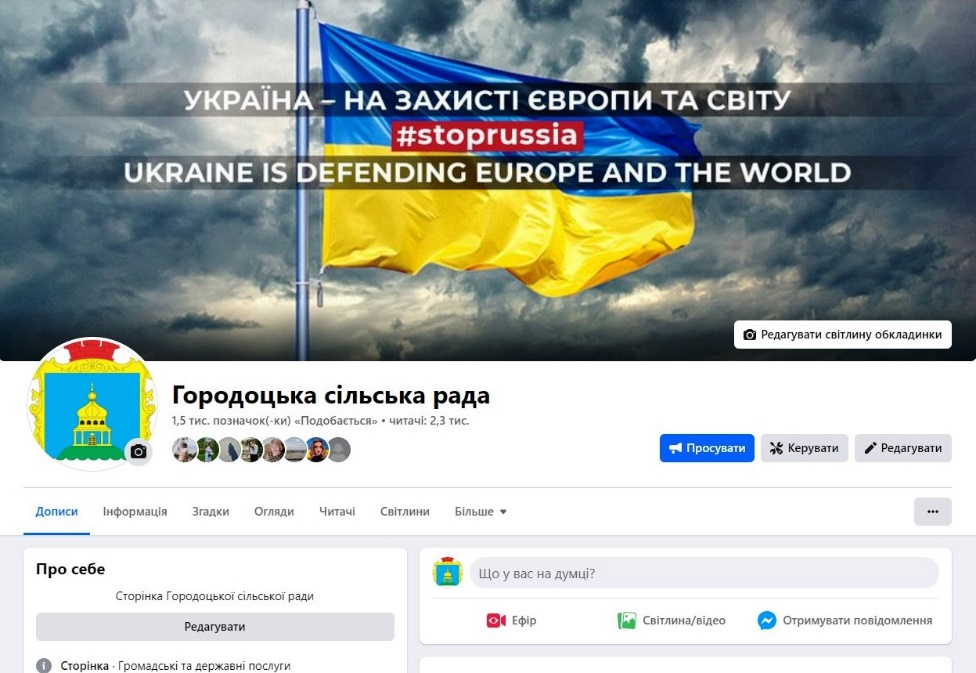 УКРАЇНА – НА ЗАХИСТІ ЄВРОПИ ТА СВІТУ
#stoprussia
UKRAINE IS DEFENDING EUROPE AND THE WORLD
Редагувати світлину обкладинки
Городоцька сільська рада
1,5 тис. позначок(-ки) «Подобається» • читачі: 2,3 тис.
Просувати Керувати Редагувати
Дописи Інформація Згадки Огляди Читачі Світлини Більше
Про себе
Сторінка Городоцької сільської ради
Редагувати
Сторінка · Громадські та державні послуги
Що у вас на думці?
Ефір Світлина/відео Отримувати повідомлення